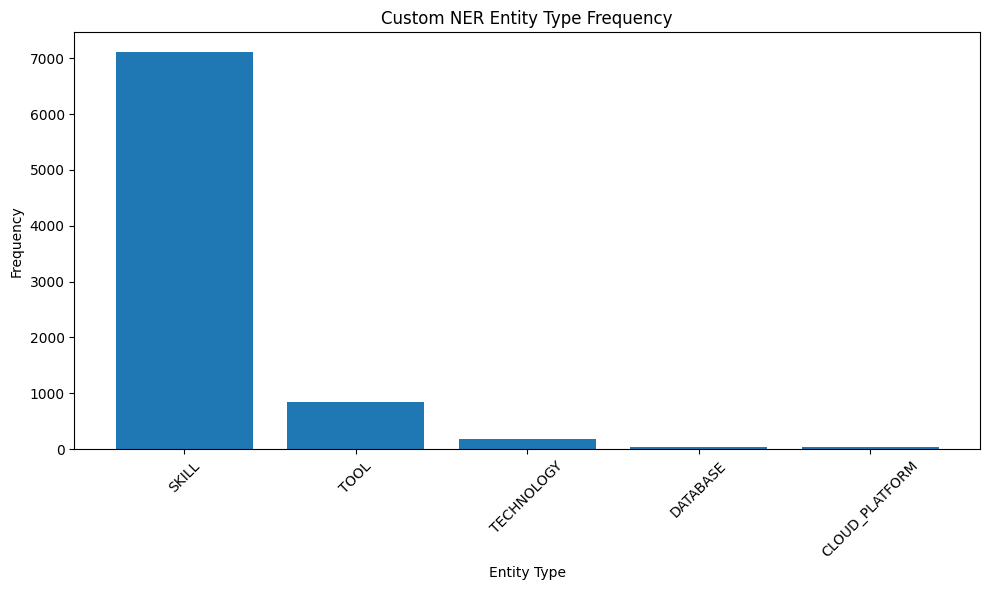 Custom NER Entity Type Frequency
Frequency
7000
6000
5000
4000
3000
2000
1000
0
SKILL
TOOL
TECHNOLOGY
DATABASE
CLOUD_PLATFORM
Entity Type